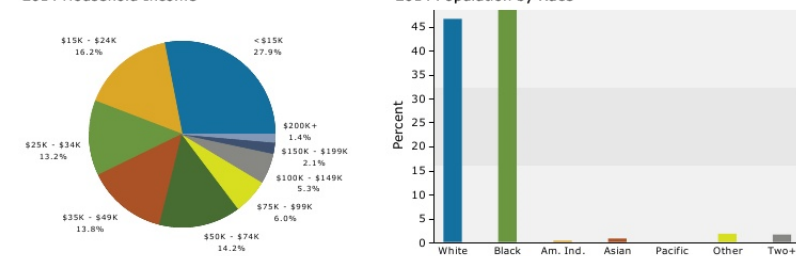 <$15K
27.9%
$15K - $24K
16.2%
$25K - $34K
13.2%
$35K - $49K
13.8%
$50K - $74K
14.2%
$75K - $99K
6.0%
$100K - $149K
5.3%
$150K - $199K
2.1%
$200K+
1.4%
Percent
45
40
35
30
25
20
15
10
5
0
White Black Am. Ind. Asian Pacific Other Two+